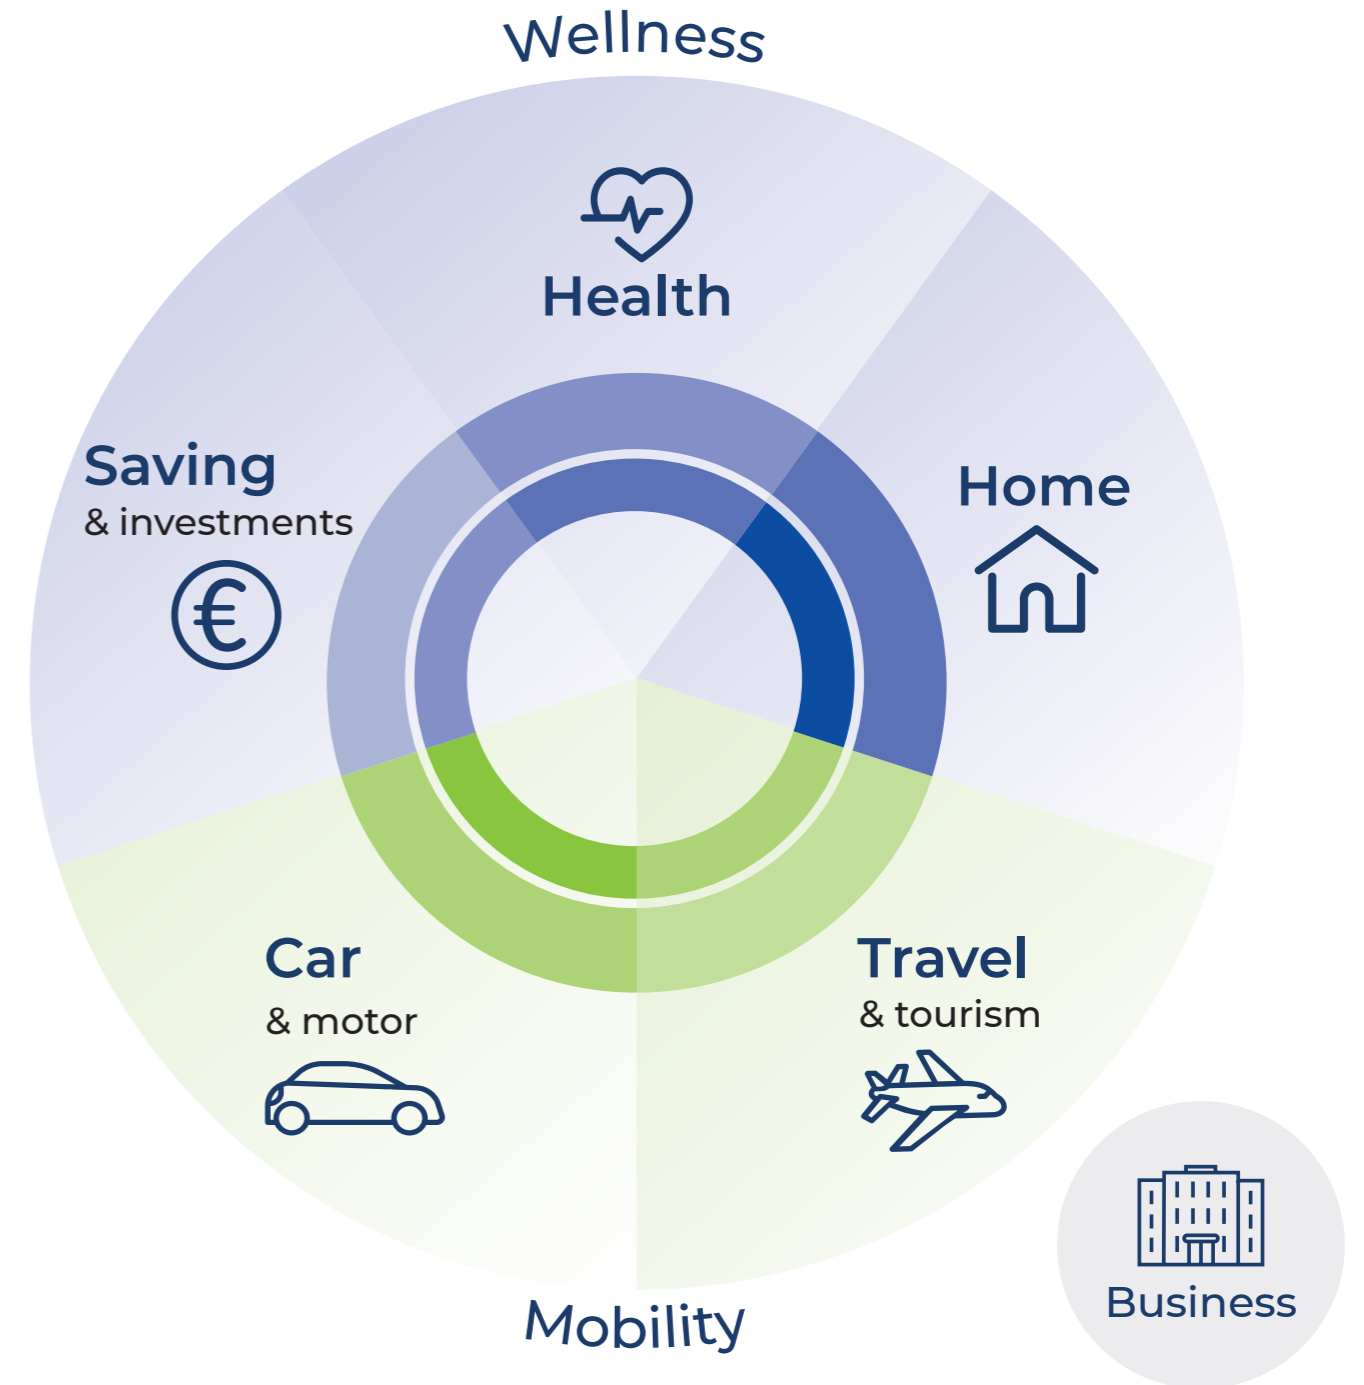 Wellness
Health
Saving
& investments
€
Home
Car
& motor
Travel
& tourism
Business
Mobility